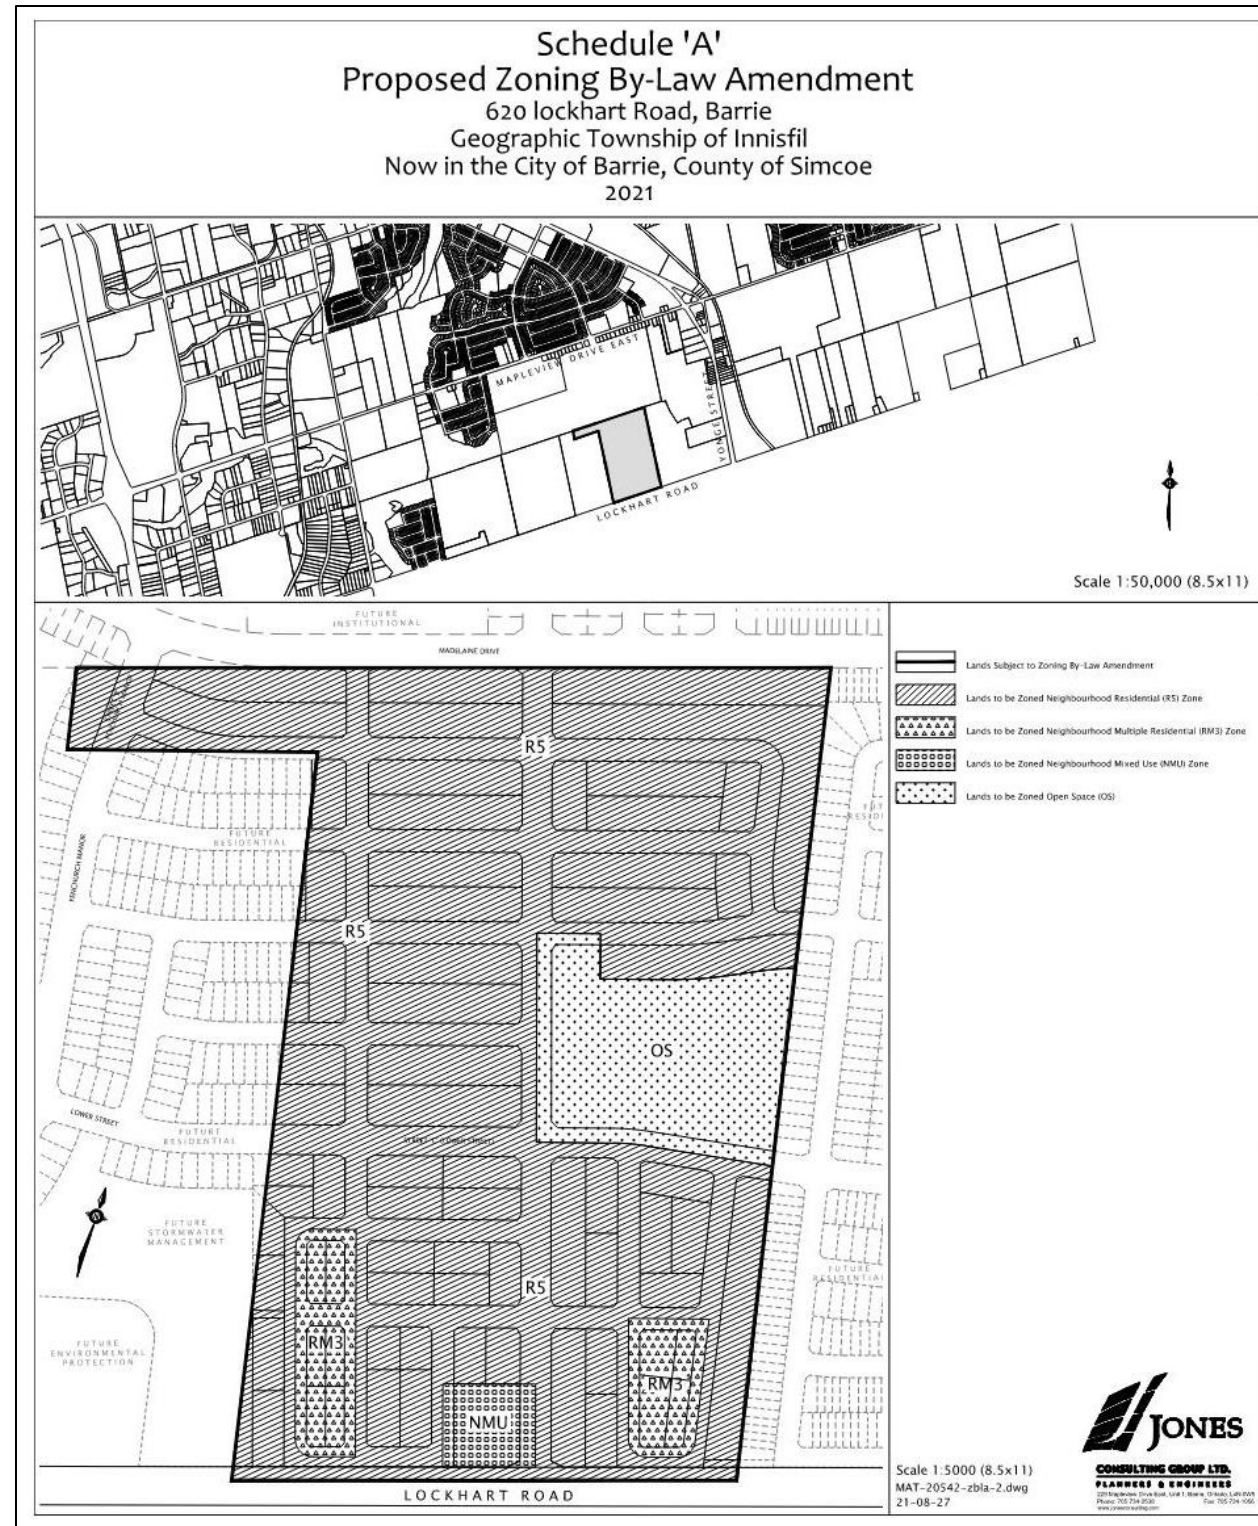 Schedule 'A'
Proposed Zoning By-Law Amendment
620 lockhart Road, Barrie
Geographic Township of Innisfil
Now in the City of Barrie, County of Simcoe
2021
MAPLEVIEW DRIVE EAST
YONGE STREET
LOCKHART ROAD
Scale 1:50,000 (8.5x11)
FUTURE
INSTITUTIONAL
MADELAINE DRIVE
Lands Subject to Zoning By-Law Amendment
Lands to be Zoned Neighbourhood Residential (R5) Zone
Lands to be Zoned Neighbourhood Multiple Residential (RM3) Zone
Lands to be Zoned Neighbourhood Mixed Use (NMU) Zone
Lands to be Zoned Open Space (OS)
R5
FUTURE
RESIDENTIAL
FENCHURCH MANOR
R5
OS
LOWER STREET
FUTURE
RESIDENTIAL
FUTURE
STORMWATER
MANAGEMENT
R5
FUTURE
RESIDENTIAL
FUTURE
ENVIRONMENTAL
PROTECTION
RM3
RM3
NMU
LOCKHART ROAD
Scale 1:5000 (8.5x11)
MAT-20542-zbla-2.dwg
21-08-27
JONES
CONSULTING GROUP LTD.
PLANNERS & ENGINEERS